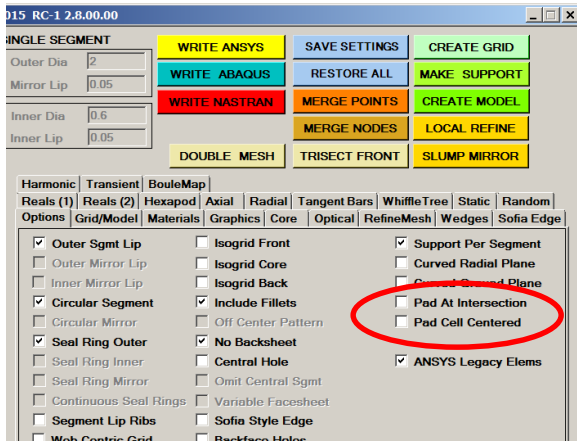 015 RC-1 2.8.00.00
SINGLE SEGMENT
Outer Dia 2
Mirror Lip 0.05
Inner Dia 0.6
Inner Lip 0.05
WRITE ANSYS SAVE SETTINGS CREATE GRID
WRITE ABAQUS RESTORE ALL MAKE SUPPORT
WRITE NASTRAN MERGE POINTS CREATE MODEL
MERGE NODES LOCAL REFINE
DOUBLE MESH TRISECT FRONT SLUMP MIRROR
Harmonic Transient BouleMap
Reals (1) Reals (2) Hexapod Axial Radial Tangent Bars WhiffleTree Static Random
Options Grid/Model Materials Graphics Core Optical RefineMesh Wedges Sofia Edge
Outer Sgmt Lip Isogrid Front Support Per Segment
Outer Mirror Lip Isogrid Core Curved Radial Plane
Inner Mirror Lip Isogrid Back Curved Ground Plane
Circular Segment Include Fillets Pad At Intersection
Circular Mirror Off Center Pattern Pad Cell Centered
Seal Ring Outer No Backsheet
Seal Ring Inner Central Hole ANSYS Legacy Elems
Seal Ring Mirror Omit Central Sgmt
Continuous Seal Rings Variable Facesheet
Segment Lip Ribs Sofia Style Edge
Web Centric Grid Backface Holes